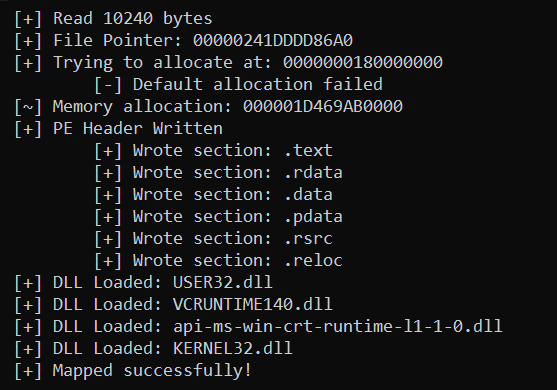 [+] Read 10240 bytes
[+] File Pointer: 00000241DDDD86A0
[+] Trying to allocate at: 0000000180000000
[-] Default allocation failed
[~] Memory allocation: 000001D469AB0000
[+] PE Header Written
[+] Wrote section: .text
[+] Wrote section: .rdata
[+] Wrote section: .data
[+] Wrote section: .pdata
[+] Wrote section: .rsrc
[+] Wrote section: .reloc
[+] DLL Loaded: USER32.dll
[+] DLL Loaded: VCRUNTIME140.dll
[+] DLL Loaded: api-ms-win-crt-runtime-l1-1-0.dll
[+] DLL Loaded: KERNEL32.dll
[+] Mapped successfully!